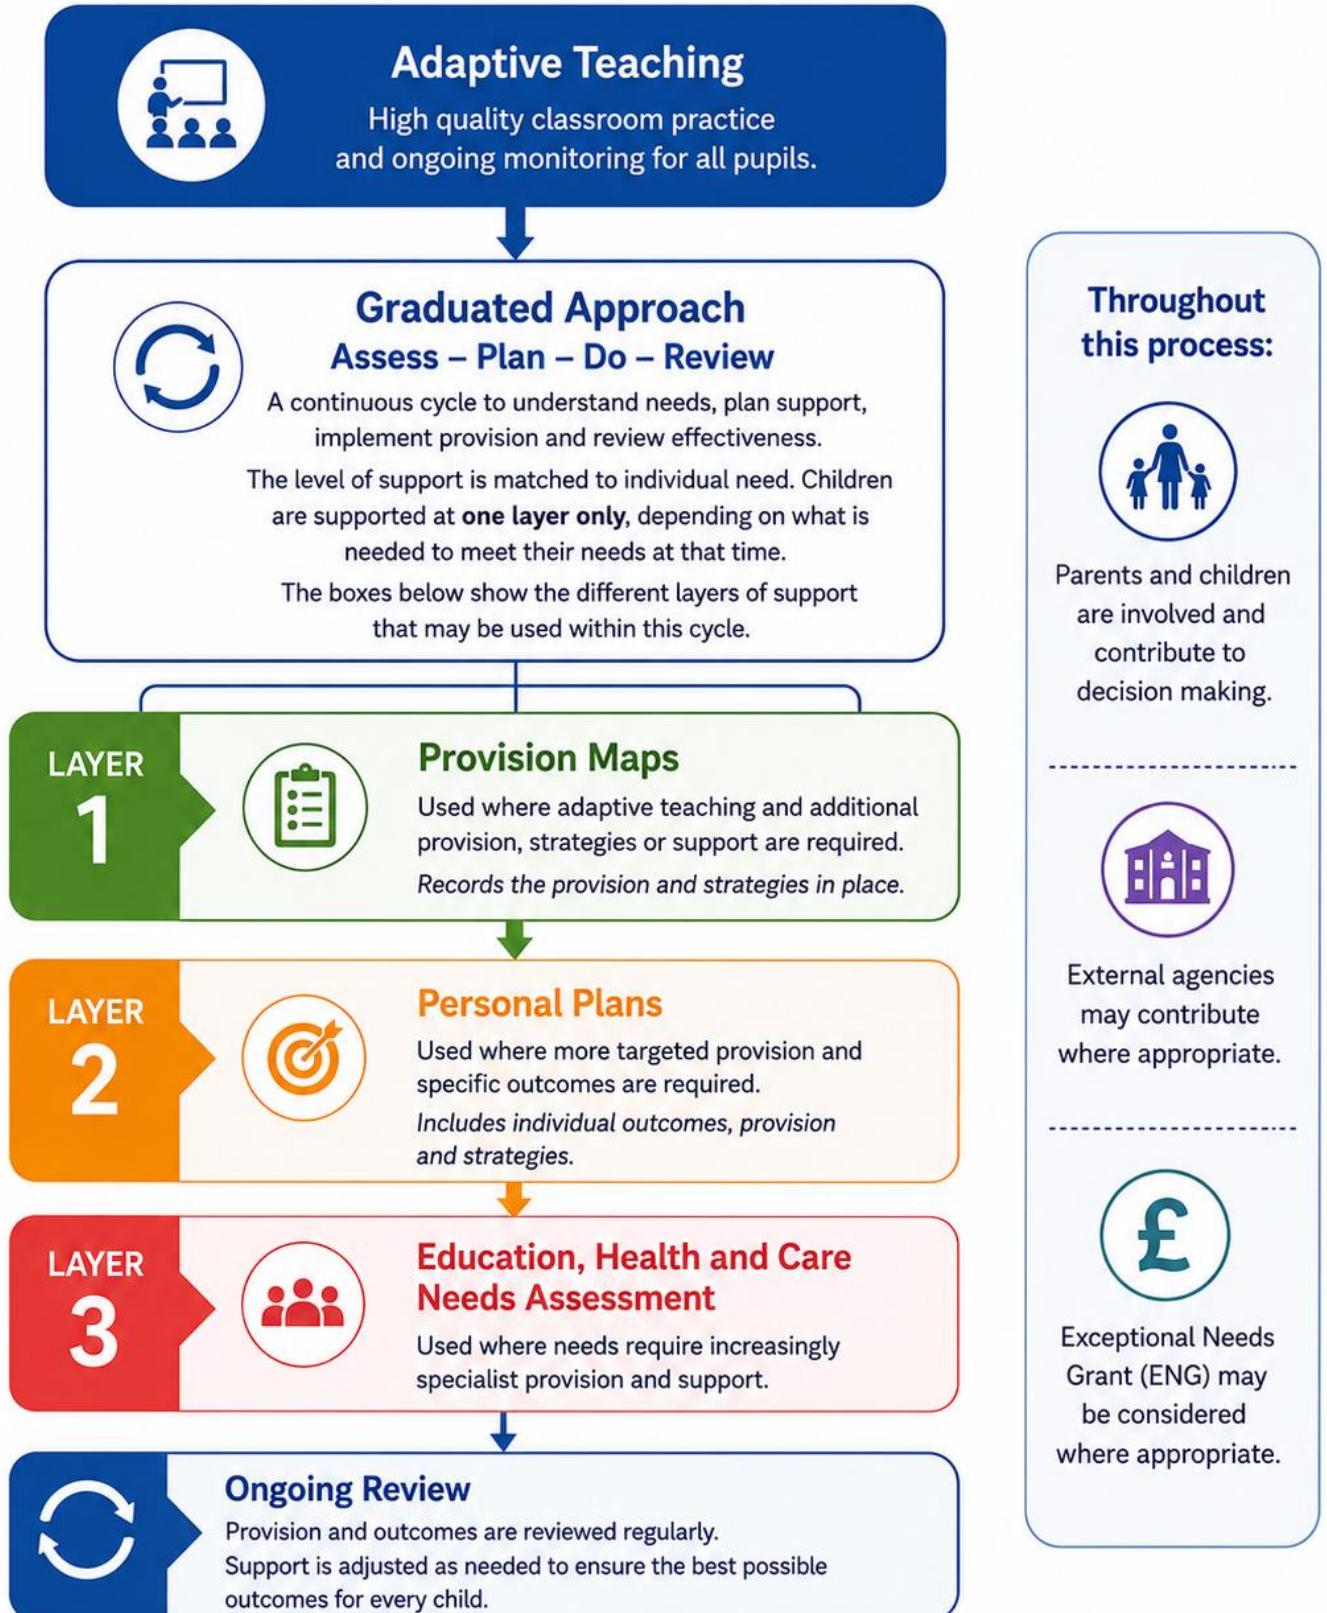 Adaptive Teaching
High quality classroom practice
and ongoing monitoring for all pupils.
Graduated Approach
Assess – Plan – Do – Review
A continuous cycle to understand needs, plan support,
implement provision and review effectiveness.
The level of support is matched to individual need. Children
are supported at one layer only, depending on what is
needed to meet their needs at that time.
The boxes below show the different layers of support
that may be used within this cycle.
LAYER
1
Provision Maps
Used where adaptive teaching and additional
provision, strategies or support are required.
Records the provision and strategies in place.
LAYER
2
Personal Plans
Used where more targeted provision and
specific outcomes are required.
Includes individual outcomes, provision
and strategies.
LAYER
3
Education, Health and Care
Needs Assessment
Used where needs require increasingly
specialist provision and support.
Ongoing Review
Provision and outcomes are reviewed regularly.
Support is adjusted as needed to ensure the best possible
outcomes for every child.
Throughout
this process:
Parents and children
are involved and
contribute to
decision making.
External agencies
may contribute
where appropriate.
£
Exceptional Needs
Grant (ENG) may
be considered
where appropriate.